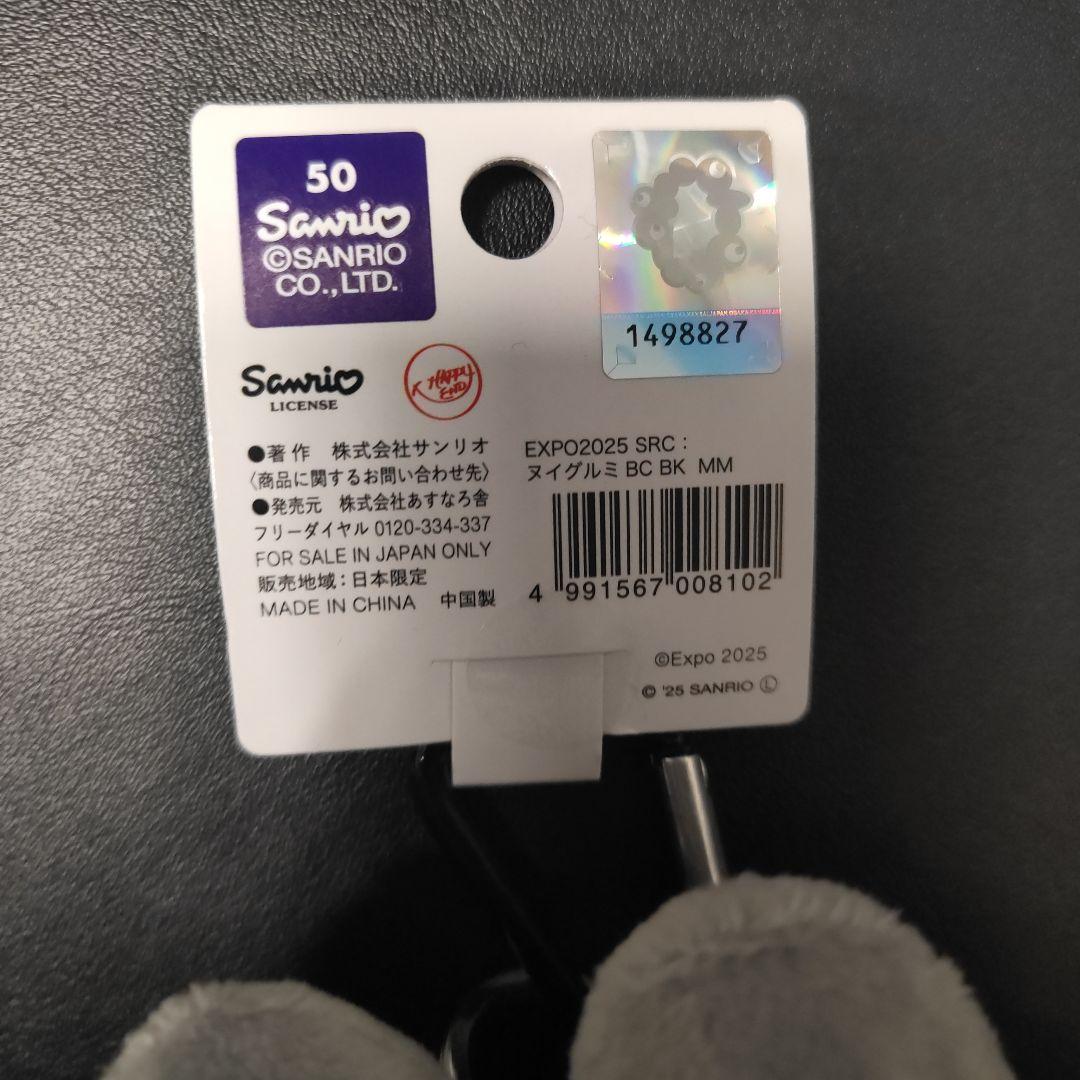 50
Sanrio
©SANRIO
CO.,LTD.
1498827
Sanrio
LICENSE
HAPPY
END
●著作 株式会社サンリオ
〈商品に関するお問い合わせ先〉
●発売元 株式会社あすなろ舎
フリーダイヤル 0120-334-337
FOR SALE IN JAPAN ONLY
販売地域：日本限定
MADE IN CHINA 中国製
EXPO2025 SRC：
ヌイグルミ BC BK MM
4 991567 008102
©Expo 2025
© '25 SANRIO Ⓛ